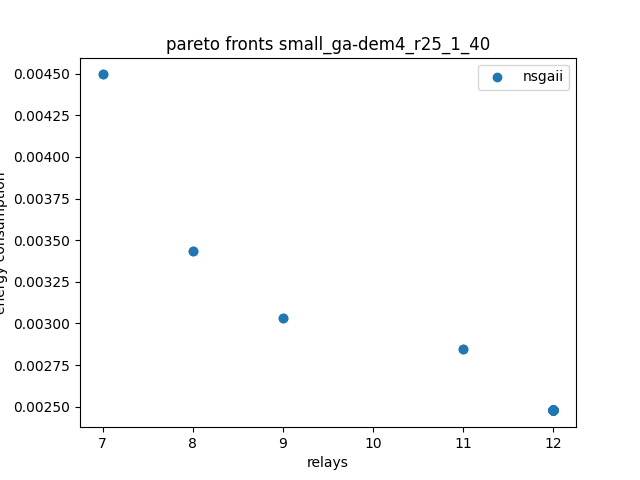 pareto fronts small_ga-dem4_r25_1_40
nsgaii
0.00450
0.00425
0.00400
0.00375
0.00350
0.00325
0.00300
0.00275
0.00250
energy consumption
7 8 9 10 11 12
relays